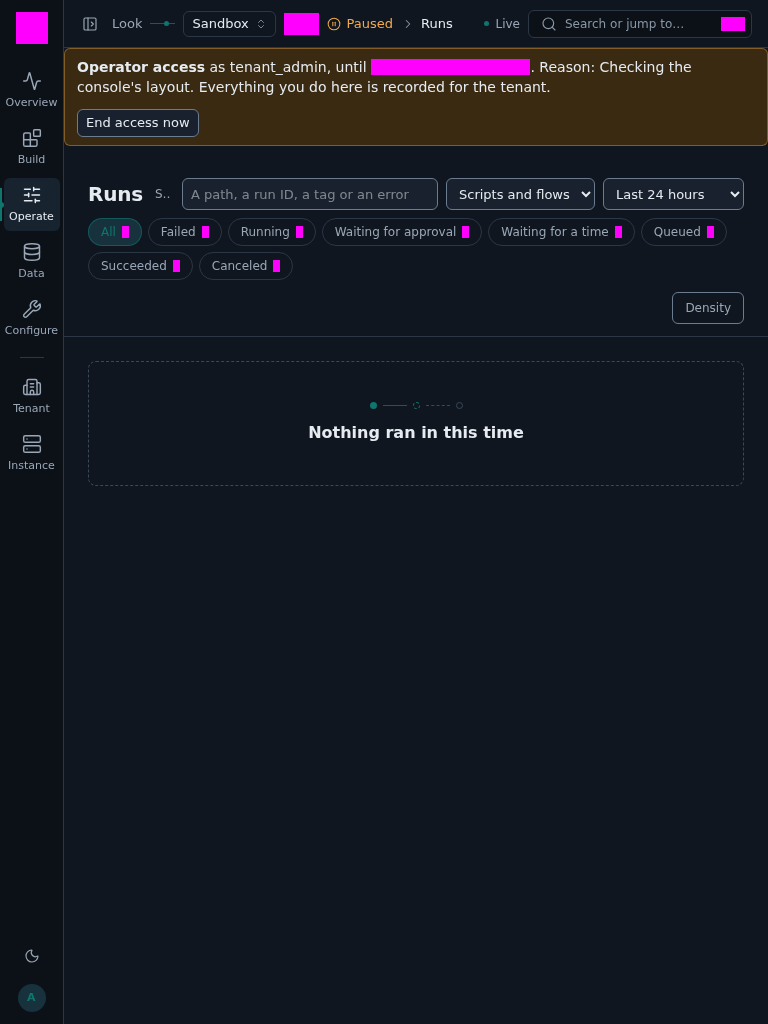 Look Sandbox Paused Runs Live Search or jump to…
Overview
Build
Operate
Data
Configure
Tenant
Instance
A
Operator access as tenant_admin, until . Reason: Checking the
console's layout. Everything you do here is recorded for the tenant.
End access now
Runs S.. A path, a run ID, a tag or an error Scripts and flows Last 24 hours
All Failed Running Waiting for approval Waiting for a time Queued
Succeeded Canceled
Density
Nothing ran in this time